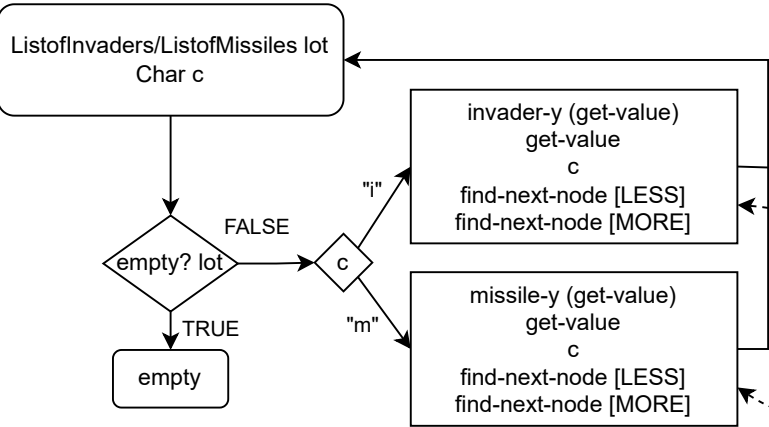 ListofInvaders/ListofMissiles lot
Char c
invader-y (get-value)
get-value
c
find-next-node [LESS]
find-next-node [MORE]
"i"
FALSE
empty? lot
c
"m"
TRUE
empty
missile-y (get-value)
get-value
c
find-next-node [LESS]
find-next-node [MORE]